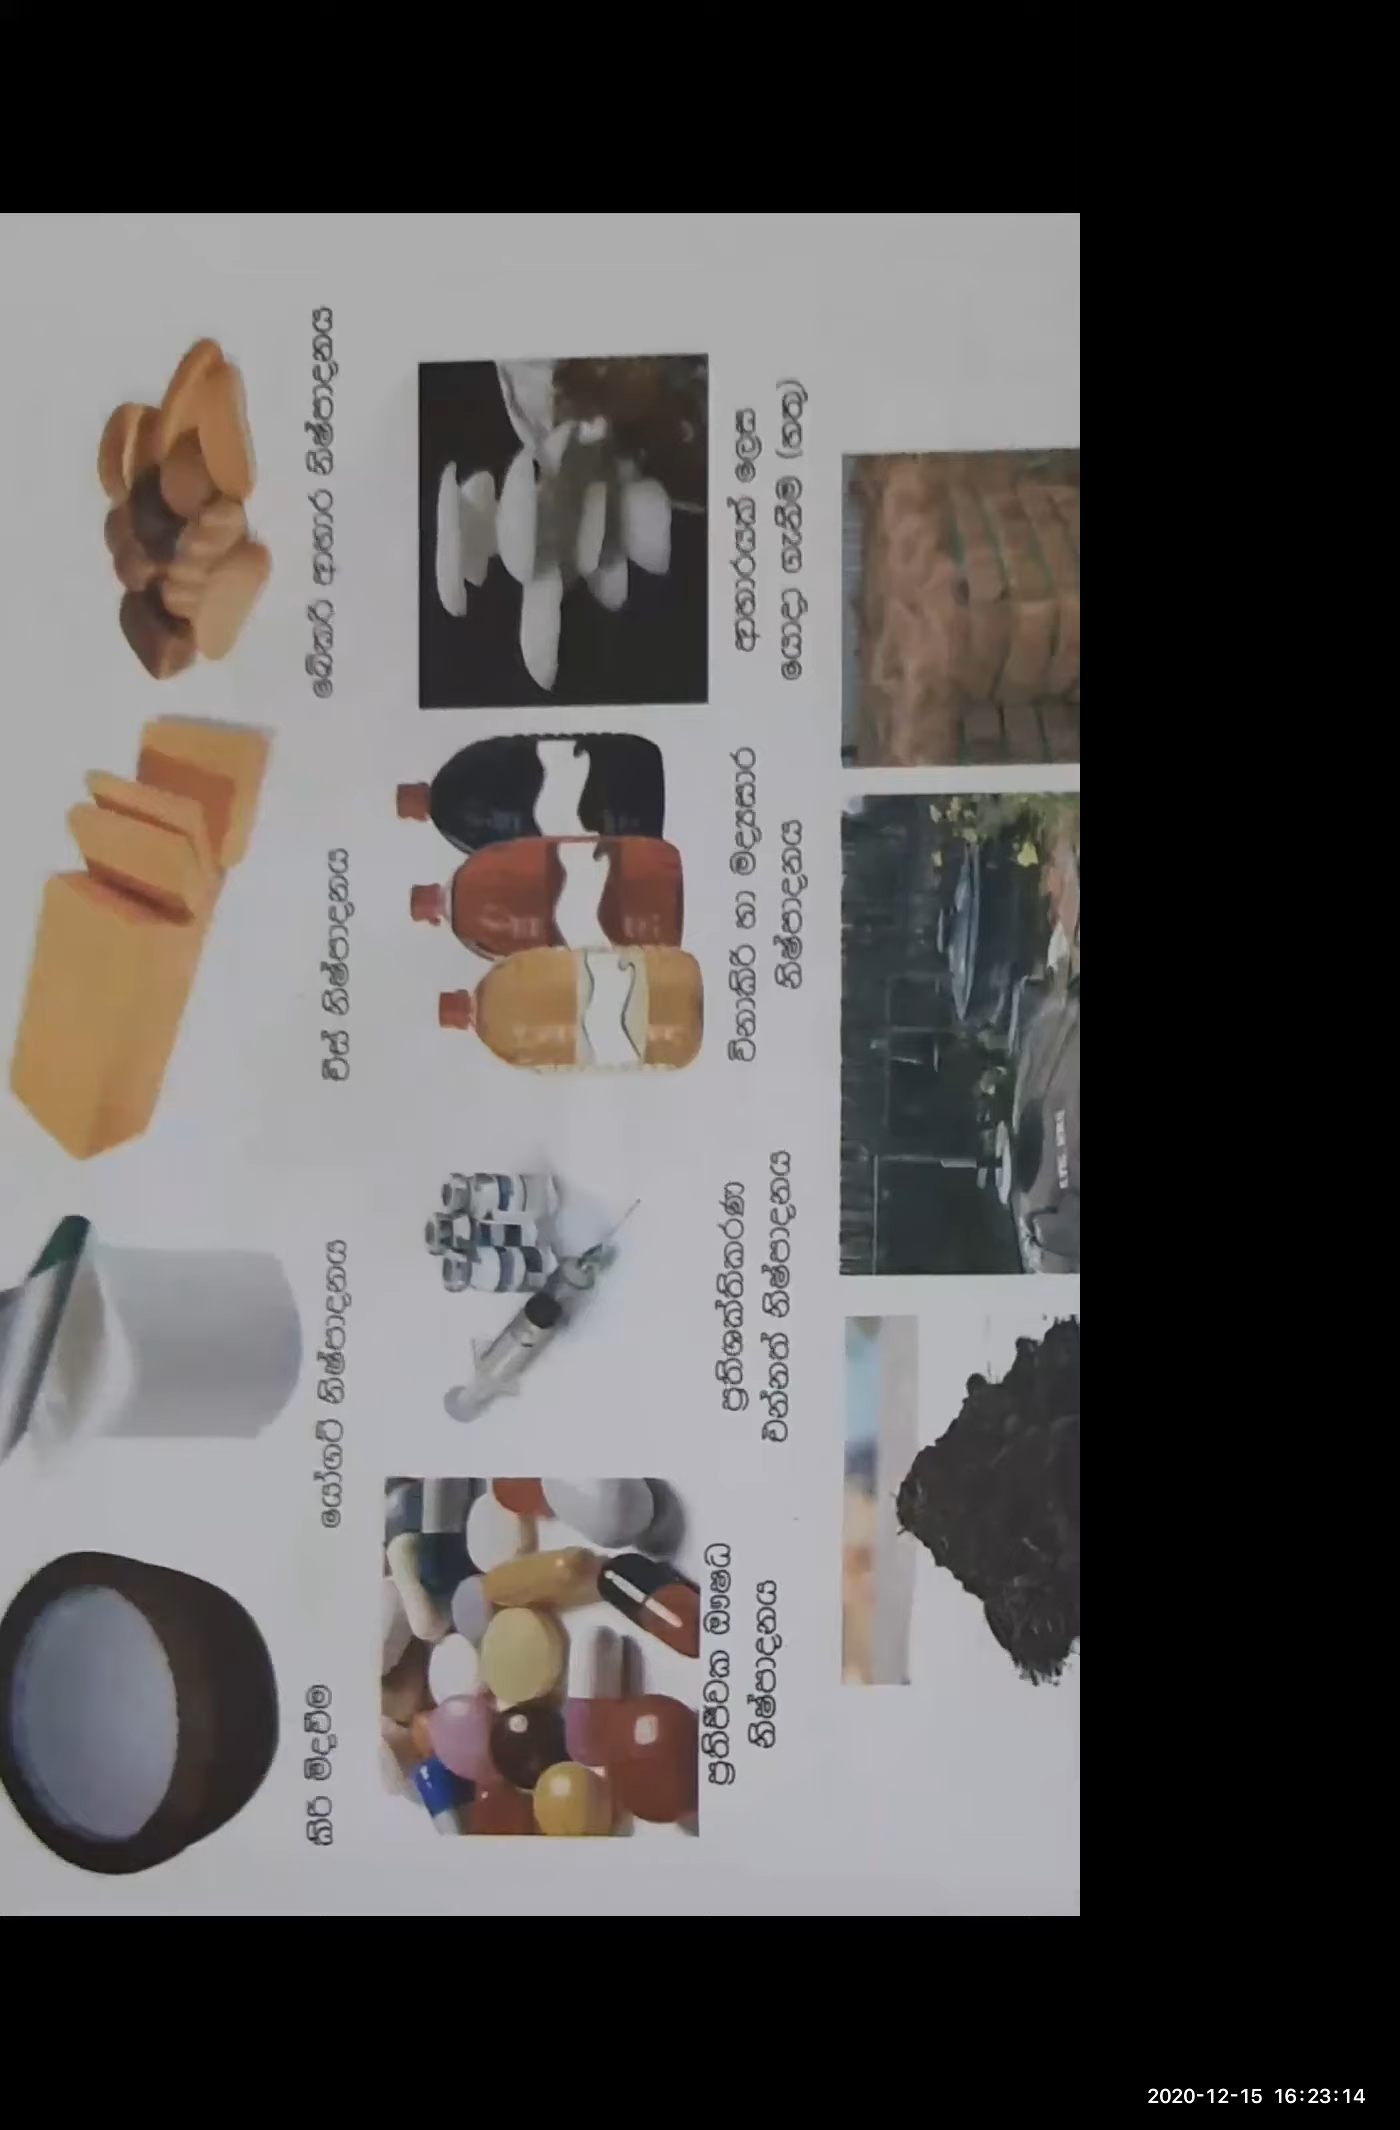 කිරි මිදවීම
යෝගට් නිෂ්පාදනය
චීස් නිෂ්පාදනය
බේකරි ආහාර නිෂ්පාදනය
ප්‍රතිජීවක ඖෂධ
නිෂ්පාදනය
ප්‍රතිශක්තිකරණ
එන්නත් නිෂ්පාදනය
විනාකිරි හා මද්‍යසාර
නිෂ්පාදනය
ආහාරයක් ලෙස
යොදා ගැනීම (හතු)
2020-12-15 16:23:14